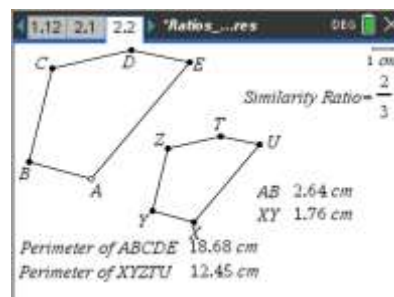 1.12 2.1 2.2 *Ratios_...res DEG
1 cm
C D E
Similarity Ratio= 2/3
Z T U
B A
AB 2.64 cm
Y X
XY 1.76 cm
Perimeter of ABCDE 18.68 cm
Perimeter of XYZTU 12.45 cm